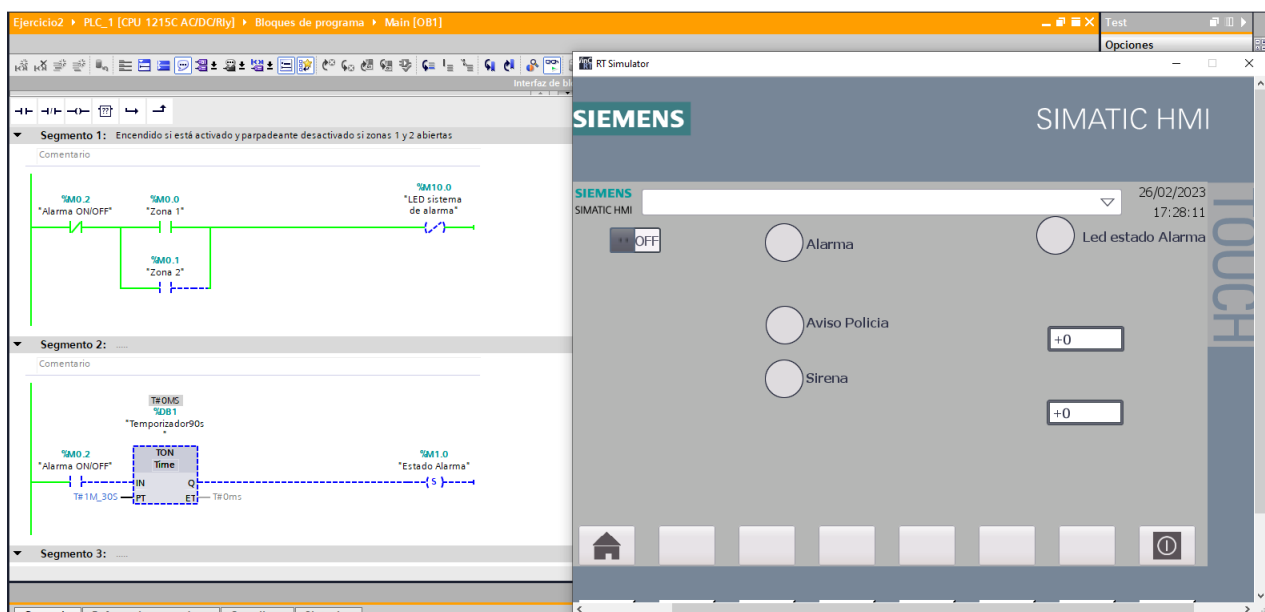 Ejercicio2 ▸ PLC_1 [CPU 1215C AC/DC/Rly] ▸ Bloques de programa ▸ Main [OB1]
Test
Opciones
Interfaz de bl
Segmento 1: Encendido si está activado y parpadeante desactivado si zonas 1 y 2 abiertas
Comentario
%M0.2
"Alarma ON/OFF"
%M0.0
"Zona 1"
%M10.0
"LED sistema
de alarma"
%M0.1
"Zona 2"
Segmento 2: .....
Comentario
T#0MS
%DB1
"Temporizador90s
"
%M0.2
"Alarma ON/OFF"
TON
Time
IN Q
T#1M_30S PT ET T#0ms
%M1.0
"Estado Alarma"
S
Segmento 3: .....
RT Simulator
SIEMENS
SIMATIC HMI
SIEMENS
SIMATIC HMI
26/02/2023
17:28:11
TOUCH
OFF
Alarma
Led estado Alarma
Aviso Policia
+0
Sirena
+0